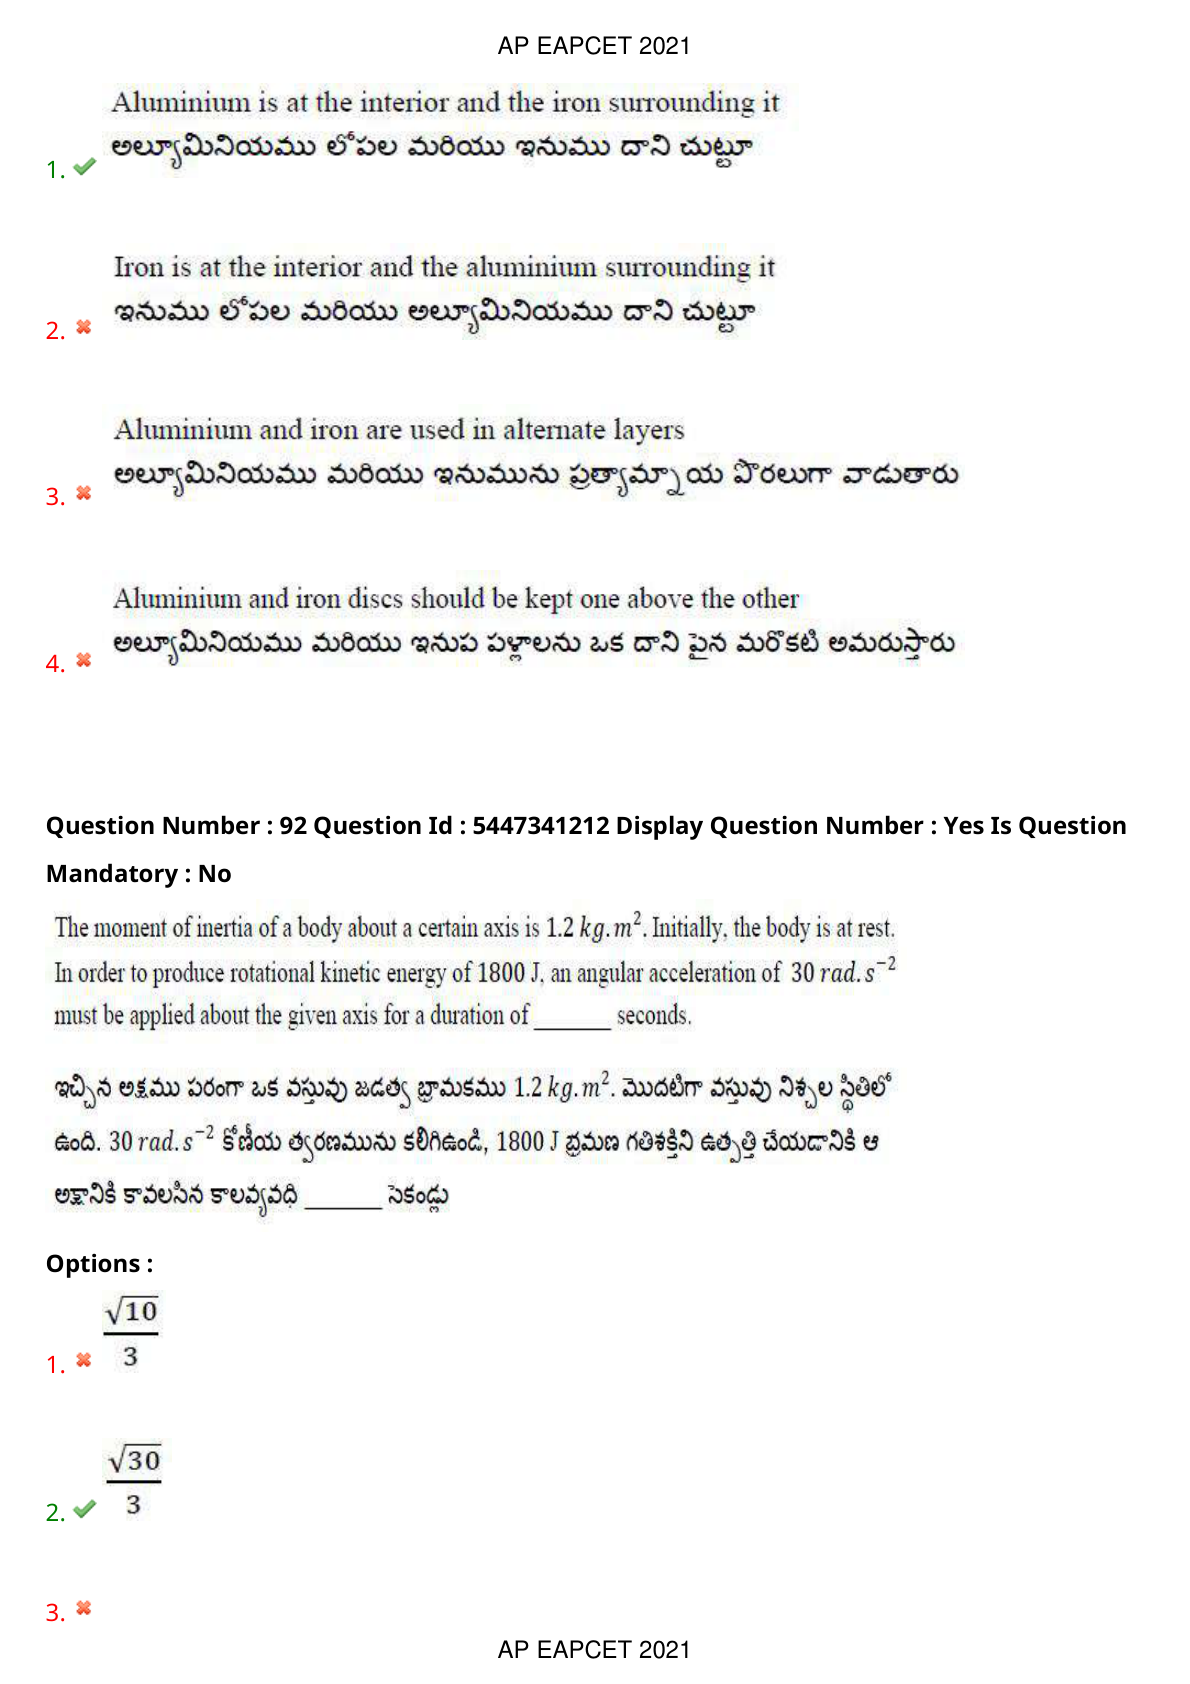 AP EAPCET 2021
Aluminium is at the interior and the iron surrounding it
అల్యూమినియము లోపల మరియు ఇనుము దాని చుట్టూ
1.
Iron is at the interior and the aluminium surrounding it
ఇనుము లోపల మరియు అల్యూమినియము దాని చుట్టూ
2.
Aluminium and iron are used in alternate layers
అల్యూమినియము మరియు ఇనుమును ప్రత్యామ్నాయ పొరలుగా వాడుతారు
3.
Aluminium and iron discs should be kept one above the other
అల్యూమినియము మరియు ఇనుప పళ్లాలను ఒక దాని పైన మరొకటి అమరుస్తారు
4.
Question Number : 92 Question Id : 5447341212 Display Question Number : Yes Is Question
Mandatory : No
The moment of inertia of a body about a certain axis is 1.2 kg.m². Initially, the body is at rest.
In order to produce rotational kinetic energy of 1800 J, an angular acceleration of 30 rad.s⁻²
must be applied about the given axis for a duration of _______ seconds.
ఇచ్చిన అక్షము పరంగా ఒక వస్తువు జడత్వ భ్రామకము 1.2 kg.m². మొదటిగా వస్తువు నిశ్చల స్థితిలో
ఉంది. 30 rad.s⁻² కోణీయ త్వరణమును కలిగిఉండి, 1800 J భ్రమణ గతిశక్తిని ఉత్పత్తి చేయడానికి ఆ
అక్షానికి కావలసిన కాలవ్యవధి _______ సెకండ్లు
Options :
√10
3
1.
√30
3
2.
3.
AP EAPCET 2021